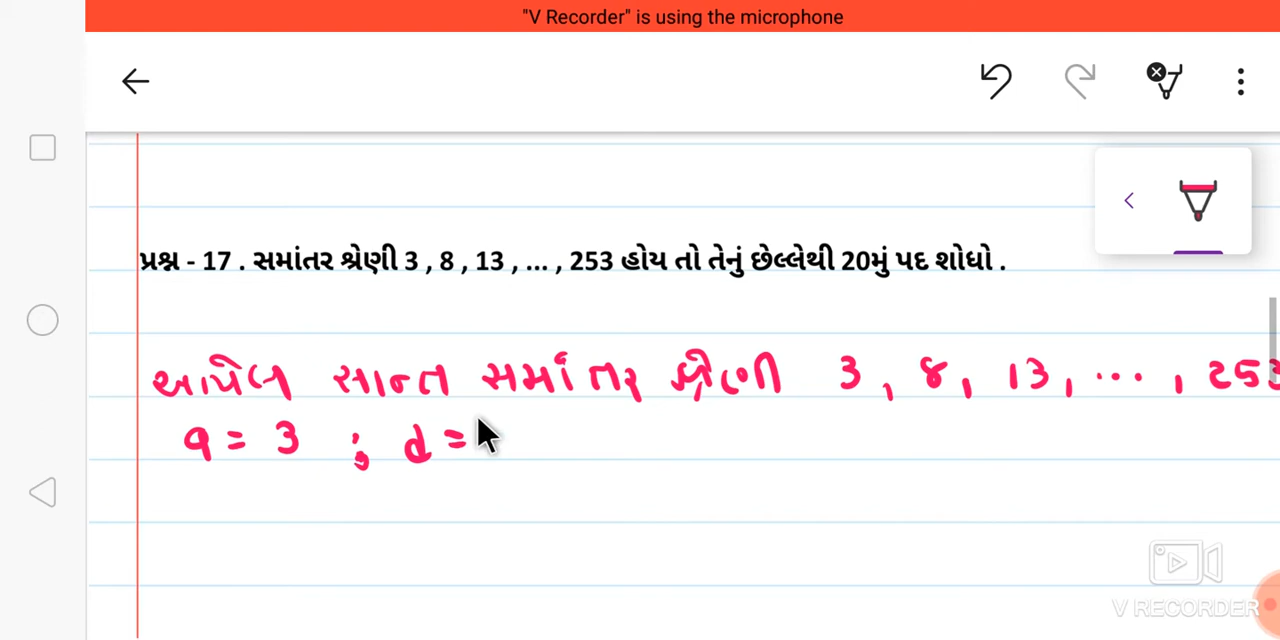 "V Recorder" is using the microphone
પ્રશ્ન - 17 . સમાંતર શ્રેણી 3 , 8 , 13 , ... , 253 હોય તો તેનું છેલ્લેથી 20મું પદ શોધો .
આપેલ સાન્ત સમાંતર શ્રેણી 3 , 8 , 13 , ... , 253
a = 3 ; d =
V RECORDER